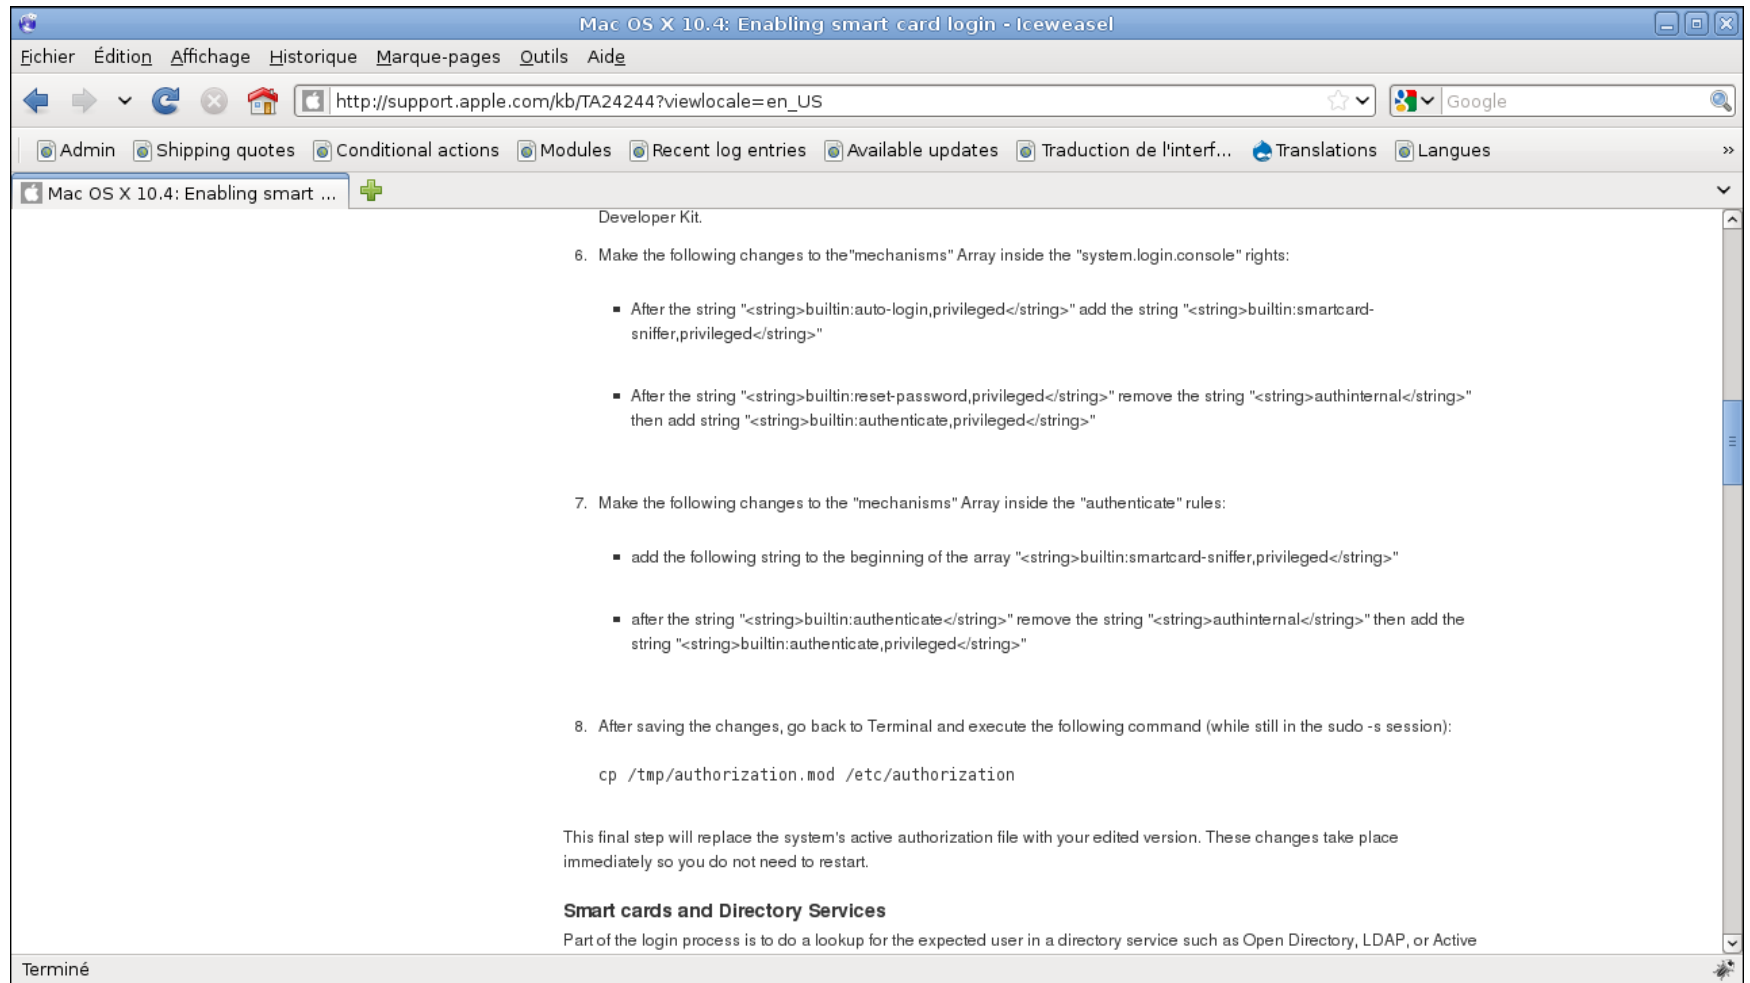 Mac OS X 10.4: Enabling smart card login - Iceweasel
Fichier Édition Affichage Historique Marque-pages Outils Aide
http://support.apple.com/kb/TA24244?viewlocale=en_US
Google
Admin Shipping quotes Conditional actions Modules Recent log entries Available updates Traduction de l'interf... Translations Langues »
Mac OS X 10.4: Enabling smart ...
Developer Kit.
6. Make the following changes to the"mechanisms" Array inside the "system.login.console" rights:
▪ After the string "<string>builtin:auto-login,privileged</string>" add the string "<string>builtin:smartcard-
sniffer,privileged</string>"
▪ After the string "<string>builtin:reset-password,privileged</string>" remove the string "<string>authinternal</string>"
then add string "<string>builtin:authenticate,privileged</string>"
7. Make the following changes to the "mechanisms" Array inside the "authenticate" rules:
▪ add the following string to the beginning of the array "<string>builtin:smartcard-sniffer,privileged</string>"
▪ after the string "<string>builtin:authenticate</string>" remove the string "<string>authinternal</string>" then add the
string "<string>builtin:authenticate,privileged</string>"
8. After saving the changes, go back to Terminal and execute the following command (while still in the sudo -s session):
cp /tmp/authorization.mod /etc/authorization
This final step will replace the system's active authorization file with your edited version. These changes take place
immediately so you do not need to restart.
Smart cards and Directory Services
Part of the login process is to do a lookup for the expected user in a directory service such as Open Directory, LDAP, or Active
Terminé